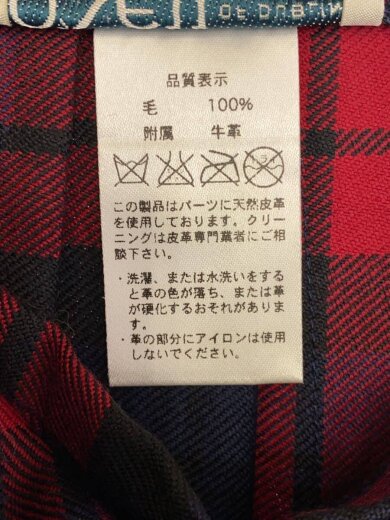 品質表示
毛 100%
附属 牛革
この製品はパーツに天然皮革
を使用しております。クリー
ニングは皮革専門業者にご相
談下さい。
・洗濯、または水洗いをする
と革の色が落ち、または革
が硬化するおそれがありま
す。
・革の部分にアイロンは使用
しないでください。